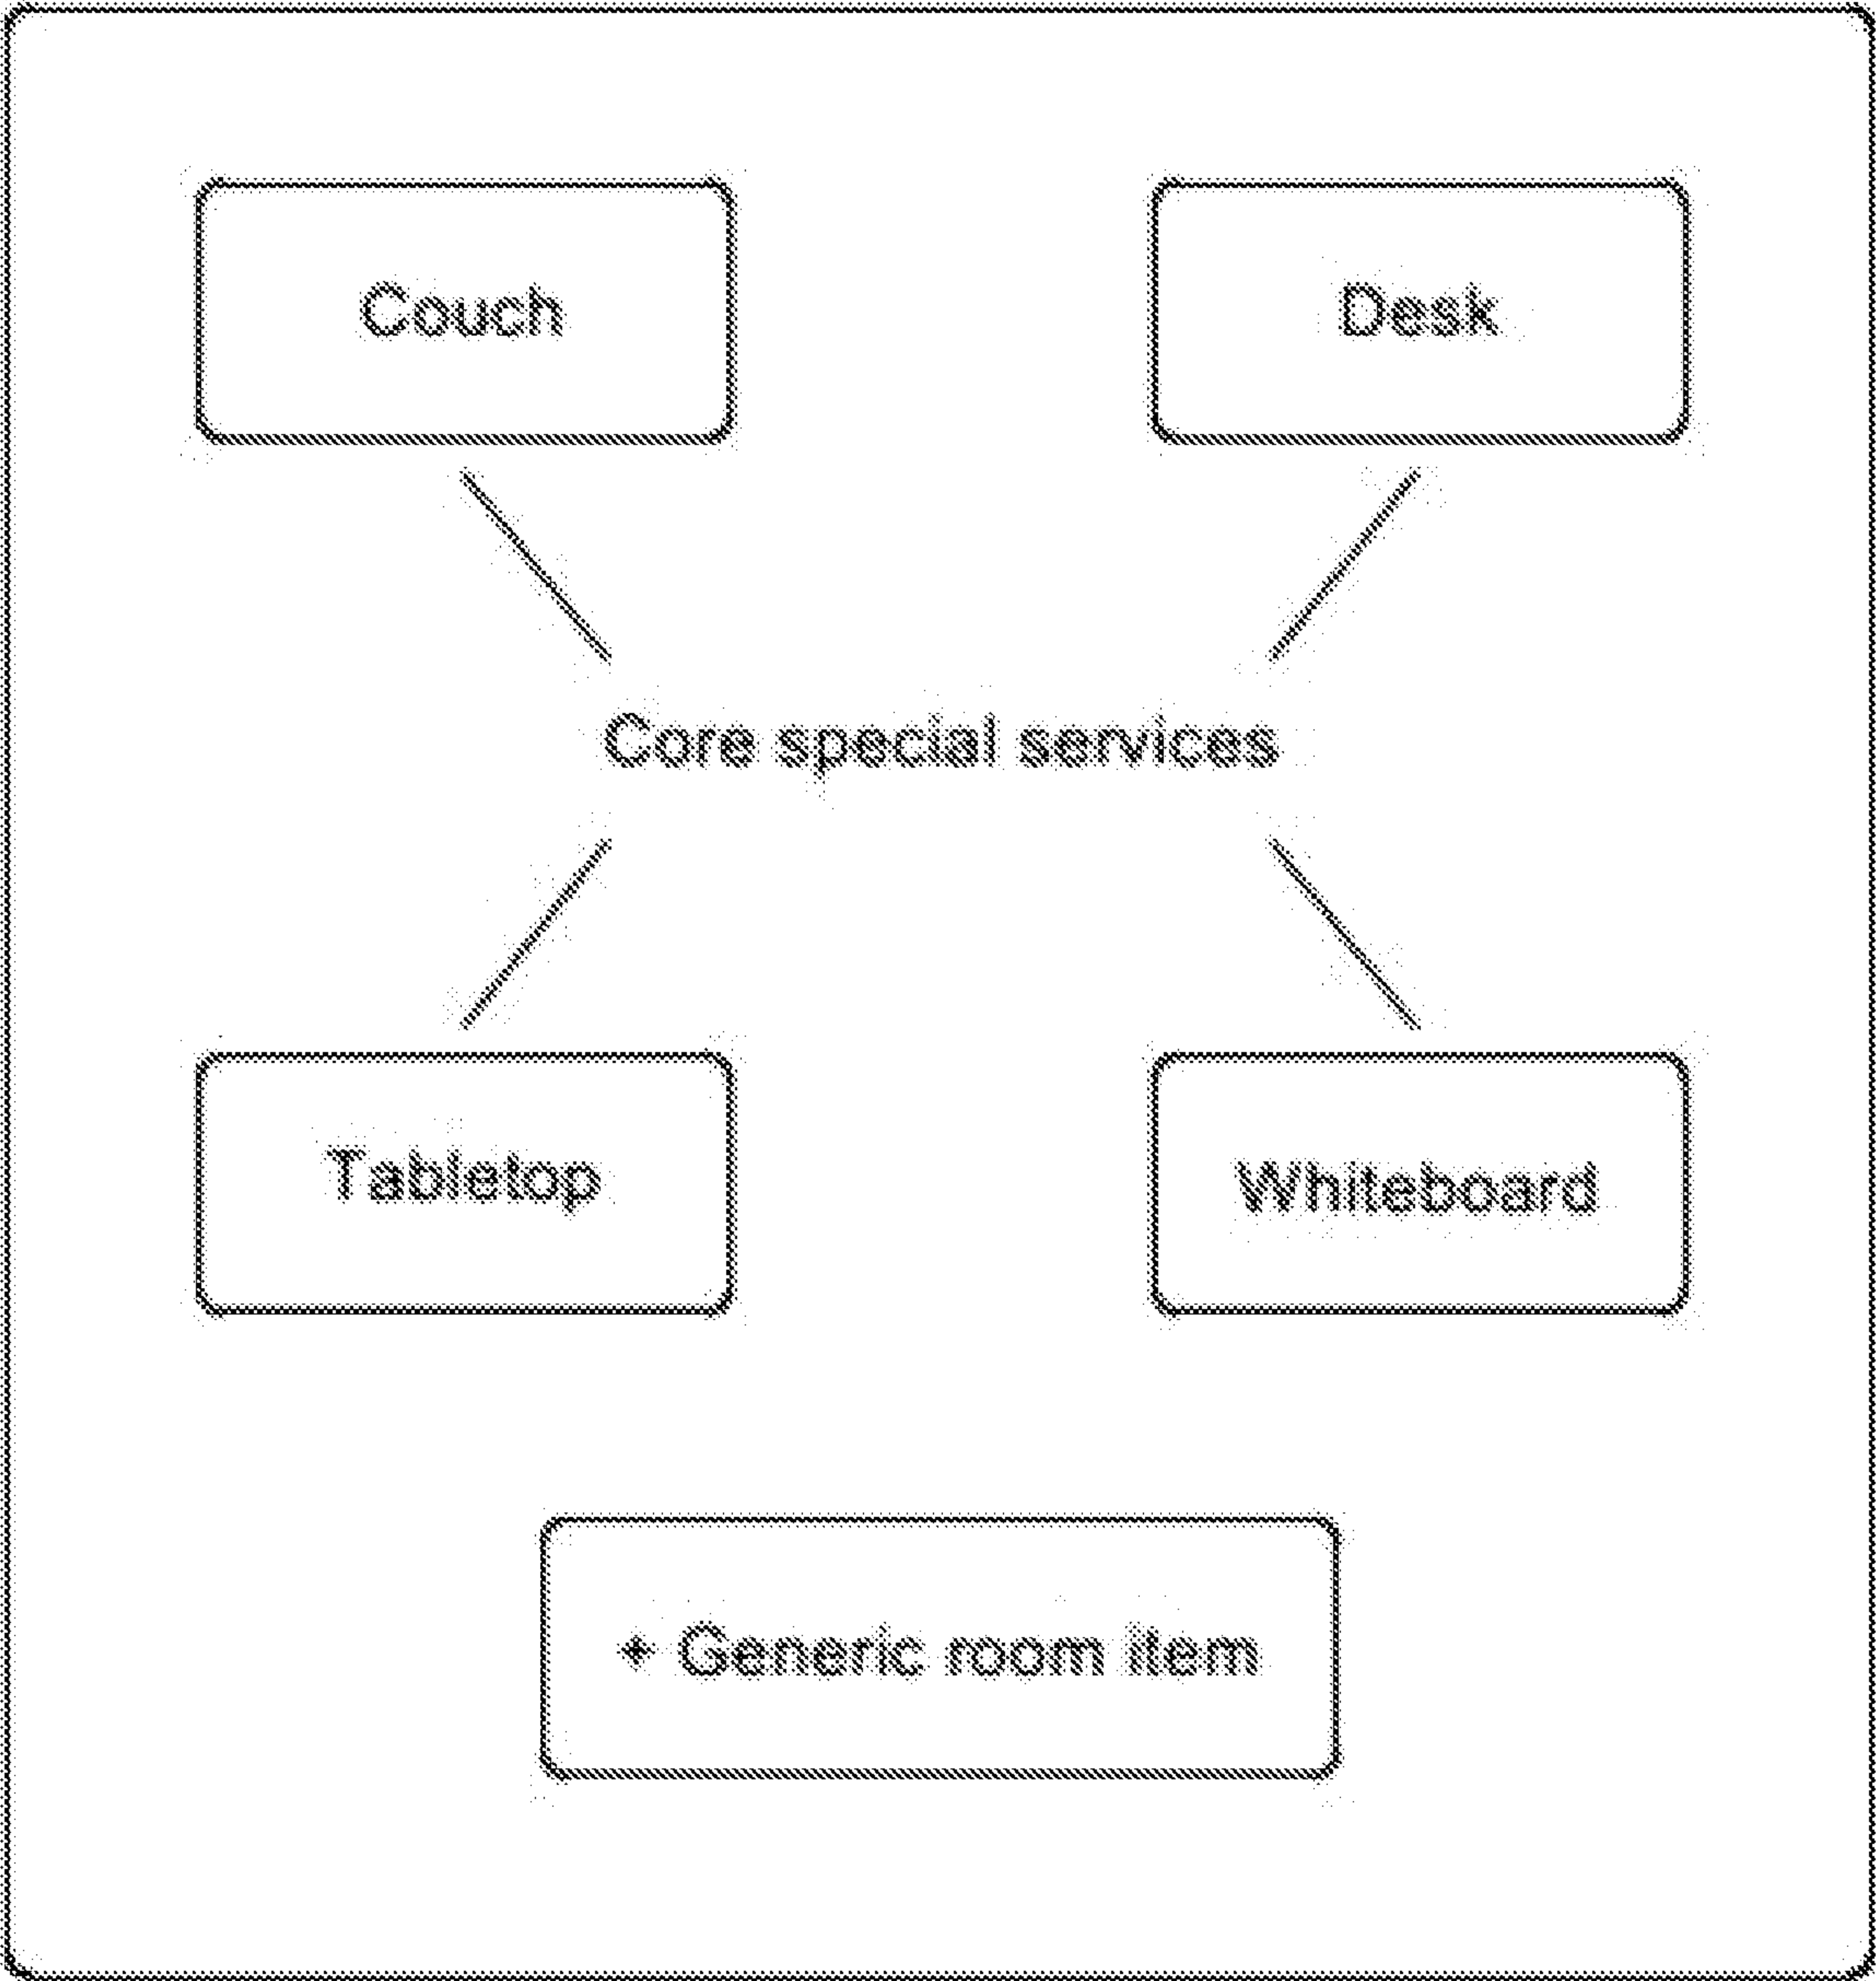 Couch
Desk
Core special services
Tabletop
Whiteboard
+ Generic room item